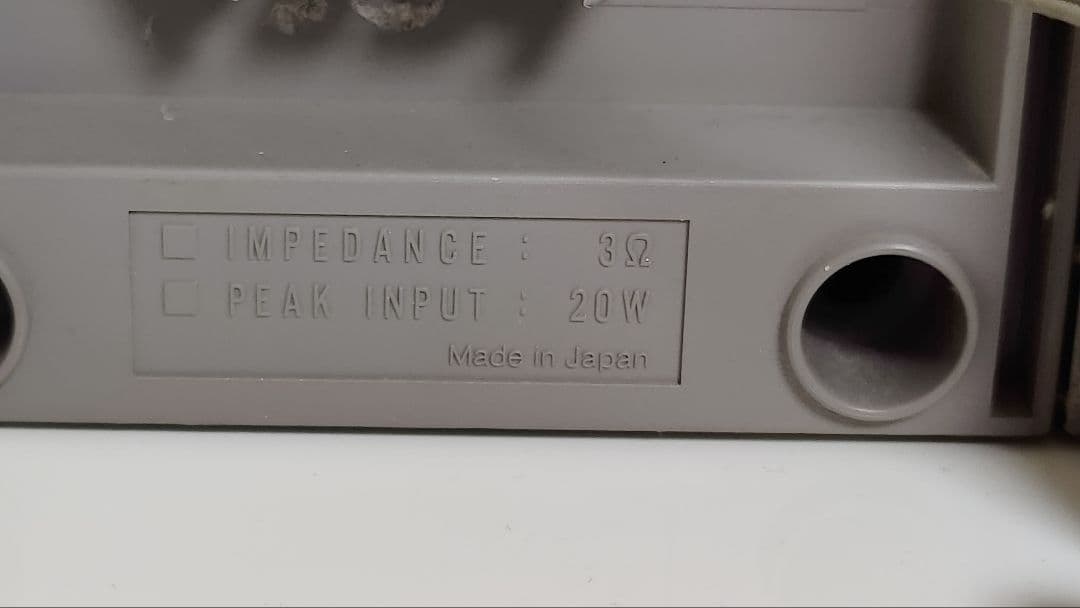 □ IMPEDANCE : 3Ω
□ PEAK INPUT : 20W
Made in Japan